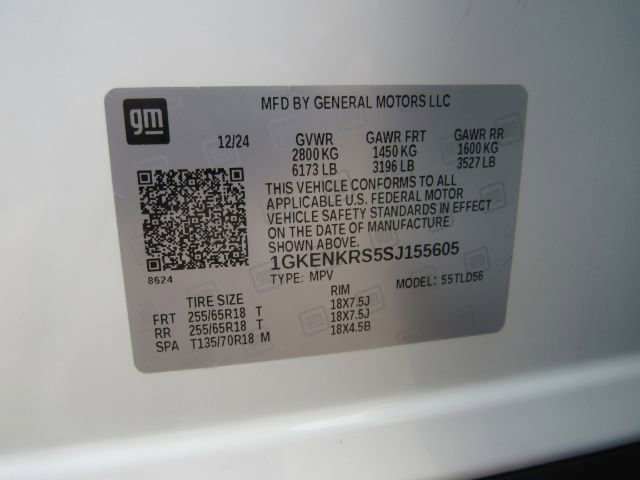 gm
MFD BY GENERAL MOTORS LLC
12/24 GVWR GAWR FRT GAWR RR
2800 KG 1450 KG 1600 KG
6173 LB 3196 LB 3527 LB
THIS VEHICLE CONFORMS TO ALL
APPLICABLE U.S. FEDERAL MOTOR
VEHICLE SAFETY STANDARDS IN EFFECT
ON THE DATE OF MANUFACTURE
SHOWN ABOVE.
1GKENKRS5SJ155605
8624 TYPE: MPV MODEL: 55TLD56
TIRE SIZE RIM
FRT 255/65R18 T 18X7.5J
RR 255/65R18 T 18X7.5J
SPA T135/70R18 M 18X4.5B